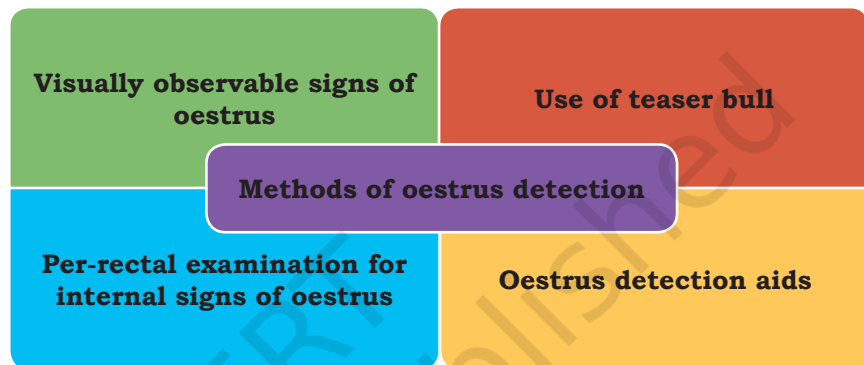 Visually observable signs of
oestrus
Use of teaser bull
Methods of oestrus detection
Per-rectal examination for
internal signs of oestrus
Oestrus detection aids